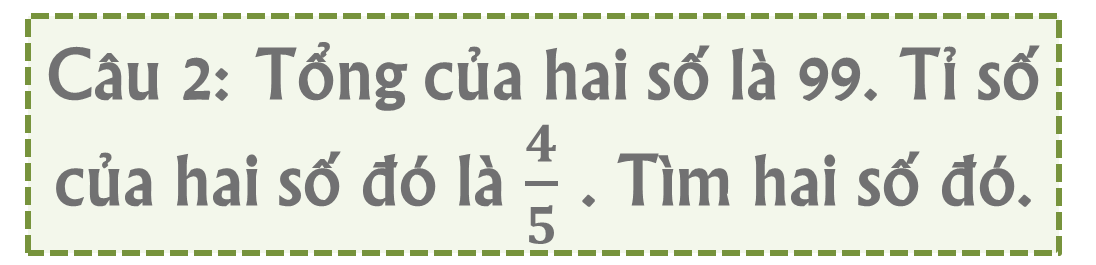 Câu 2: Tổng của hai số là 99. Tỉ số
của hai số đó là 4/5 . Tìm hai số đó.